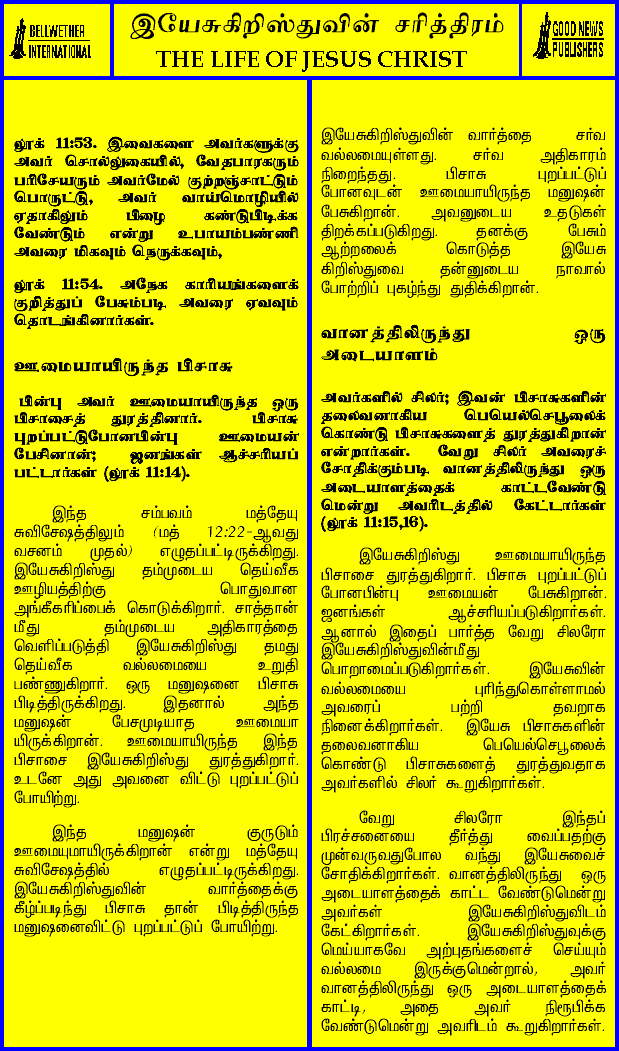 BELLWETHER
INTERNATIONAL
இயேசுகிறிஸ்துவின் சரித்திரம்
THE LIFE OF JESUS CHRIST
GOOD NEWS
PUBLISHERS
லூக் 11:53. இவைகளை அவர்களுக்கு
அவர் சொல்லுகையில், வேதபாரகரும்
பரிசேயரும் அவர்மேல் குற்றஞ்சாட்டும்
பொருட்டு, அவர் வாய்மொழியில்
ஏதாகிலும் பிழை கண்டுபிடிக்க
வேண்டும் என்று உபாயம்பண்ணி
அவரை மிகவும் நெருக்கவும்,
லூக் 11:54. அநேக காரியங்களைக்
குறித்துப் பேசும்படி அவரை ஏவவும்
தொடங்கினார்கள்.
ஊமையாயிருந்த பிசாசு
பின்பு அவர் ஊமையாயிருந்த ஒரு
பிசாசைத் துரத்தினார். பிசாசு
புறப்பட்டுபோனபின்பு ஊமையன்
பேசினான்; ஜனங்கள் ஆச்சரியப்
பட்டார்கள் (லூக் 11:14).
இந்த சம்பவம் மத்தேயு
சுவிசேஷத்திலும் (மத் 12:22-ஆவது
வசனம் முதல்) எழுதப்பட்டிருக்கிறது.
இயேசுகிறிஸ்து தம்முடைய தெய்வீக
ஊழியத்திற்கு பொதுவான
அங்கீகரிப்பைக் கொடுக்கிறார். சாத்தான்
மீது தம்முடைய அதிகாரத்தை
வெளிப்படுத்தி இயேசுகிறிஸ்து தமது
தெய்வீக வல்லமையை உறுதி
பண்ணுகிறார். ஒரு மனுஷனை பிசாசு
பிடித்திருக்கிறது. இதனால் அந்த
மனுஷன் பேசமுடியாத ஊமையா
யிருக்கிறான். ஊமையாயிருந்த இந்த
பிசாசை இயேசுகிறிஸ்து துரத்துகிறார்.
உடனே அது அவனை விட்டு புறப்பட்டுப்
போயிற்று.
இந்த மனுஷன் குருடும்
ஊமையுமாயிருக்கிறான் என்று மத்தேயு
சுவிசேஷத்தில் எழுதப்பட்டிருக்கிறது.
இயேசுகிறிஸ்துவின் வார்த்தைக்கு
கீழ்ப்படிந்து பிசாசு தான் பிடித்திருந்த
மனுஷனைவிட்டு புறப்பட்டுப் போயிற்று.
இயேசுகிறிஸ்துவின் வார்த்தை சர்வ
வல்லமையுள்ளது. சர்வ அதிகாரம்
நிறைந்தது. பிசாசு புறப்பட்டுப்
போனவுடன் ஊமையாயிருந்த மனுஷன்
பேசுகிறான். அவனுடைய உதடுகள்
திறக்கப்படுகிறது. தனக்கு பேசும்
ஆற்றலைக் கொடுத்த இயேசு
கிறிஸ்துவை தன்னுடைய நாவால்
போற்றிப் புகழ்ந்து துதிக்கிறான்.
வானத்திலிருந்து ஒரு
அடையாளம்
அவர்களில் சிலர்; இவன் பிசாசுகளின்
தலைவனாகிய பெயெல்செபூலைக்
கொண்டு பிசாசுகளைத் துரத்துகிறான்
என்றார்கள். வேறு சிலர் அவரைச்
சோதிக்கும்படி வானத்திலிருந்து ஒரு
அடையாளத்தைக் காட்டவேண்டு
மென்று அவரிடத்தில் கேட்டார்கள்
(லூக் 11:15,16).
இயேசுகிறிஸ்து ஊமையாயிருந்த
பிசாசை துரத்துகிறார். பிசாசு புறப்பட்டுப்
போனபின்பு ஊமையன் பேசுகிறான்.
ஜனங்கள் ஆச்சரியப்படுகிறார்கள்.
ஆனால் இதைப் பார்த்த வேறு சிலரோ
இயேசுகிறிஸ்துவின்மீது
பொறாமைப்படுகிறார்கள். இயேசுவின்
வல்லமையை புரிந்துகொள்ளாமல்
அவரைப் பற்றி தவறாக
நினைக்கிறார்கள். இயேசு பிசாசுகளின்
தலைவனாகிய பெயெல்செபூலைக்
கொண்டு பிசாசுகளைத் துரத்துவதாக
அவர்களில் சிலர் கூறுகிறார்கள்.
வேறு சிலரோ இந்தப்
பிரச்சனையை தீர்த்து வைப்பதற்கு
முன்வருவதுபோல வந்து இயேசுவைச்
சோதிக்கிறார்கள். வானத்திலிருந்து ஒரு
அடையாளத்தைக் காட்ட வேண்டுமென்று
அவர்கள் இயேசுகிறிஸ்துவிடம்
கேட்கிறார்கள். இயேசுகிறிஸ்துவுக்கு
மெய்யாகவே அற்புதங்களைச் செய்யும்
வல்லமை இருக்குமென்றால், அவர்
வானத்திலிருந்து ஒரு அடையாளத்தைக்
காட்டி, அதை அவர் நிரூபிக்க
வேண்டுமென்று அவரிடம் கூறுகிறார்கள்.